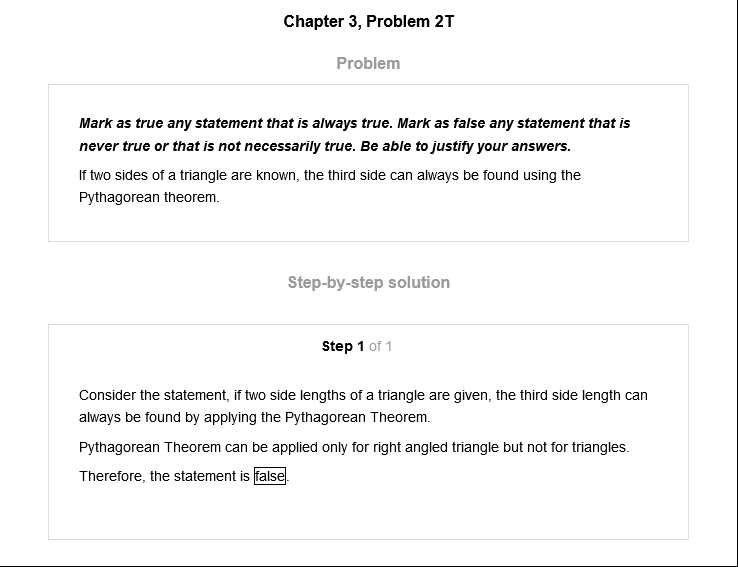 Chapter 3, Problem 2T
Problem
Mark as true any statement that is always true. Mark as false any statement that is
never true or that is not necessarily true. Be able to justify your answers.
If two sides of a triangle are known, the third side can always be found using the
Pythagorean theorem.
Step-by-step solution
Step 1 of 1
Consider the statement, if two side lengths of a triangle are given, the third side length can
always be found by applying the Pythagorean Theorem.
Pythagorean Theorem can be applied only for right angled triangle but not for triangles.
Therefore, the statement is false.